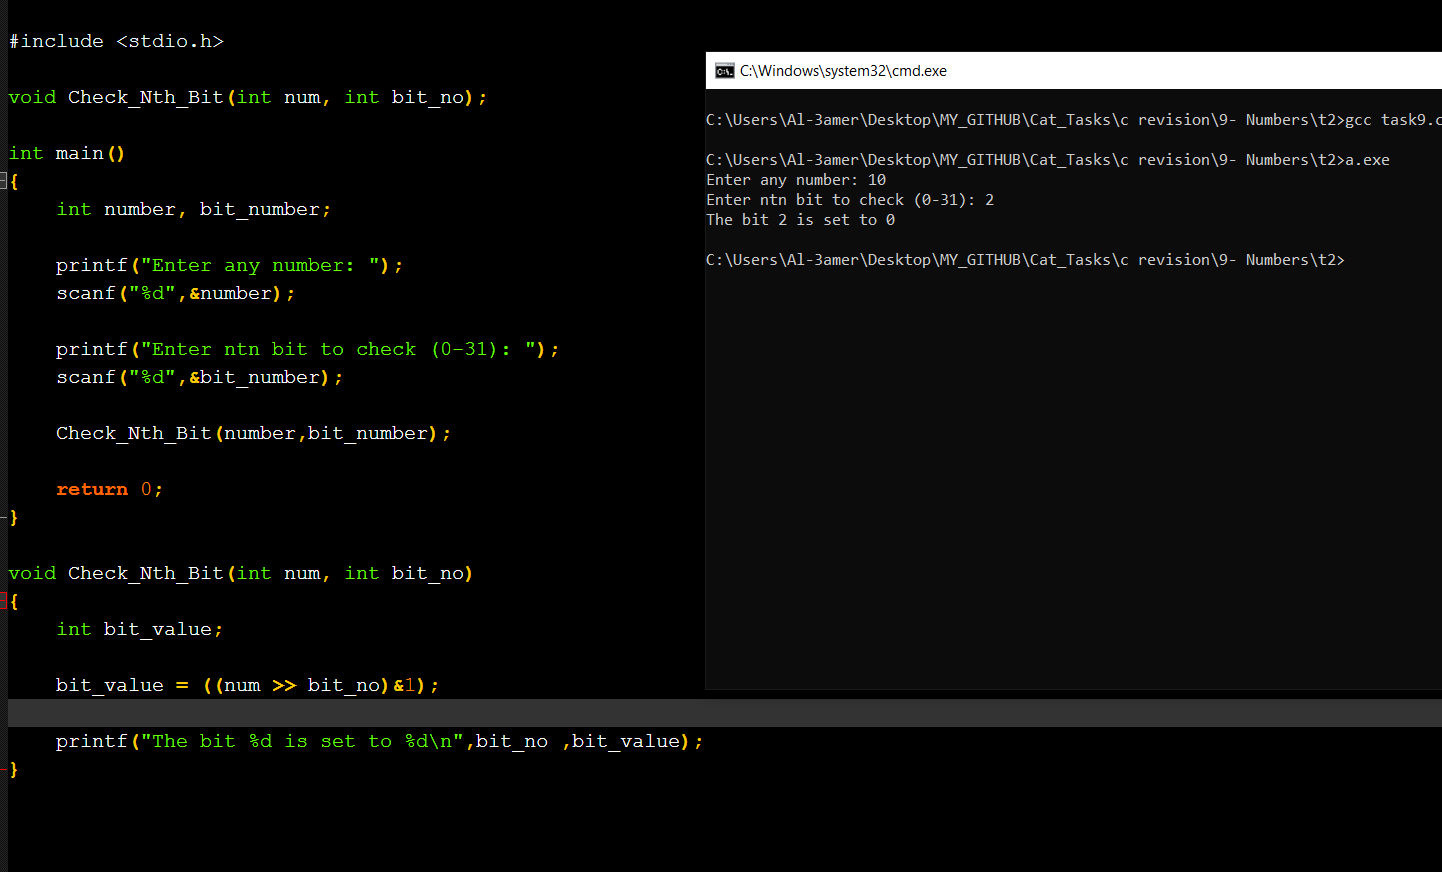 #include <stdio.h>
void Check_Nth_Bit(int num, int bit_no);
int main()
{
int number, bit_number;
printf("Enter any number: ");
scanf("%d",&number);
printf("Enter ntn bit to check (0-31): ");
scanf("%d",&bit_number);
Check_Nth_Bit(number,bit_number);
return 0;
}
void Check_Nth_Bit(int num, int bit_no)
{
int bit_value;
bit_value = ((num >> bit_no)&1);
printf("The bit %d is set to %d\n",bit_no ,bit_value);
}
C:\Windows\system32\cmd.exe
C:\Users\Al-3amer\Desktop\MY_GITHUB\Cat_Tasks\c revision\9- Numbers\t2>gcc task9.c
C:\Users\Al-3amer\Desktop\MY_GITHUB\Cat_Tasks\c revision\9- Numbers\t2>a.exe
Enter any number: 10
Enter ntn bit to check (0-31): 2
The bit 2 is set to 0
C:\Users\Al-3amer\Desktop\MY_GITHUB\Cat_Tasks\c revision\9- Numbers\t2>